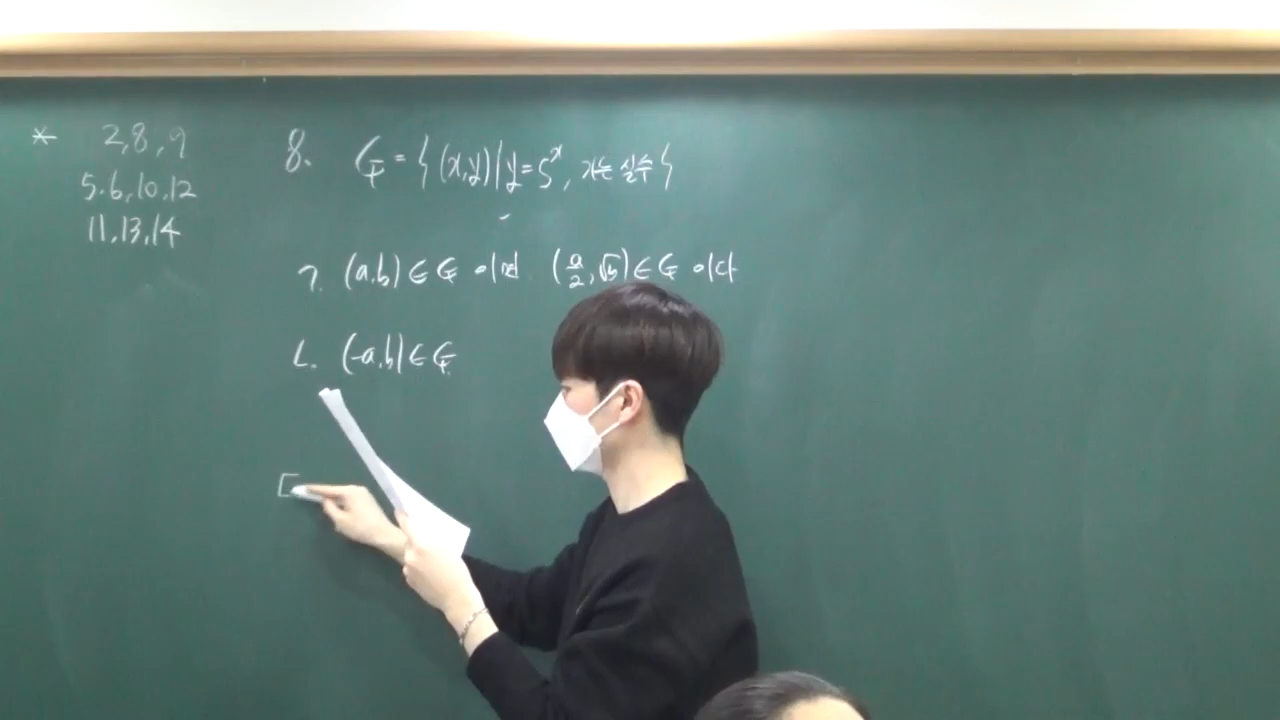 * 2,8,9
5.6,10,12
11,13,14
8. G={(x,y)|y=5^x, x는 실수}
ㄱ. (a,b)∈G 이면 (a/2,√b)∈G 이다
ㄴ. (-a,b)∈G
ㄷ